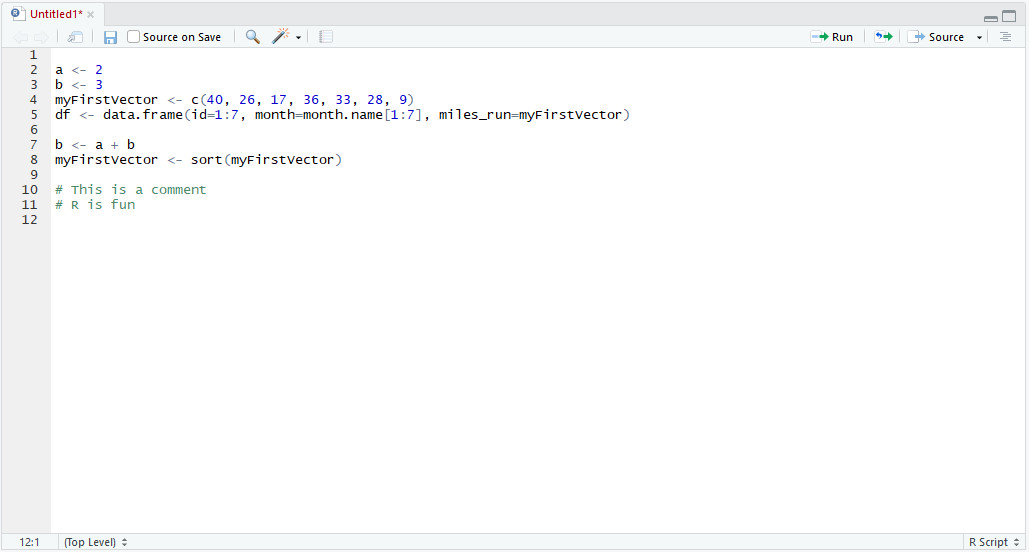 Untitled1*
Source on Save
Run
Source
1
2 a <- 2
3 b <- 3
4 myFirstVector <- c(40, 26, 17, 36, 33, 28, 9)
5 df <- data.frame(id=1:7, month=month.name[1:7], miles_run=myFirstVector)
6
7 b <- a + b
8 myFirstVector <- sort(myFirstVector)
9
10 # This is a comment
11 # R is fun
12
12:1 (Top Level) R Script